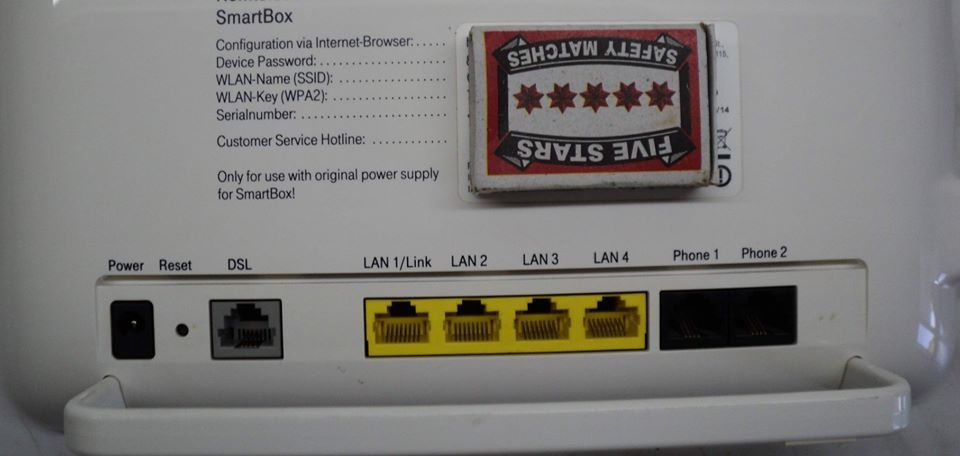 SmartBox
Configuration via Internet-Browser: . . . . .
Device Password: . . . . . . . . . . . . . . . . . . . .
WLAN-Name (SSID): . . . . . . . . . . . . . . . . .
WLAN-Key (WPA2): . . . . . . . . . . . . . . . . . .
Serialnumber: . . . . . . . . . . . . . . . . . . . . . .
Customer Service Hotline: . . . . . . . . . . . .
Only for use with original power supply
for SmartBox!
FIVE STARS
SAFETY MATCHES
115,
/14
Power Reset DSL LAN 1/Link LAN 2 LAN 3 LAN 4 Phone 1 Phone 2